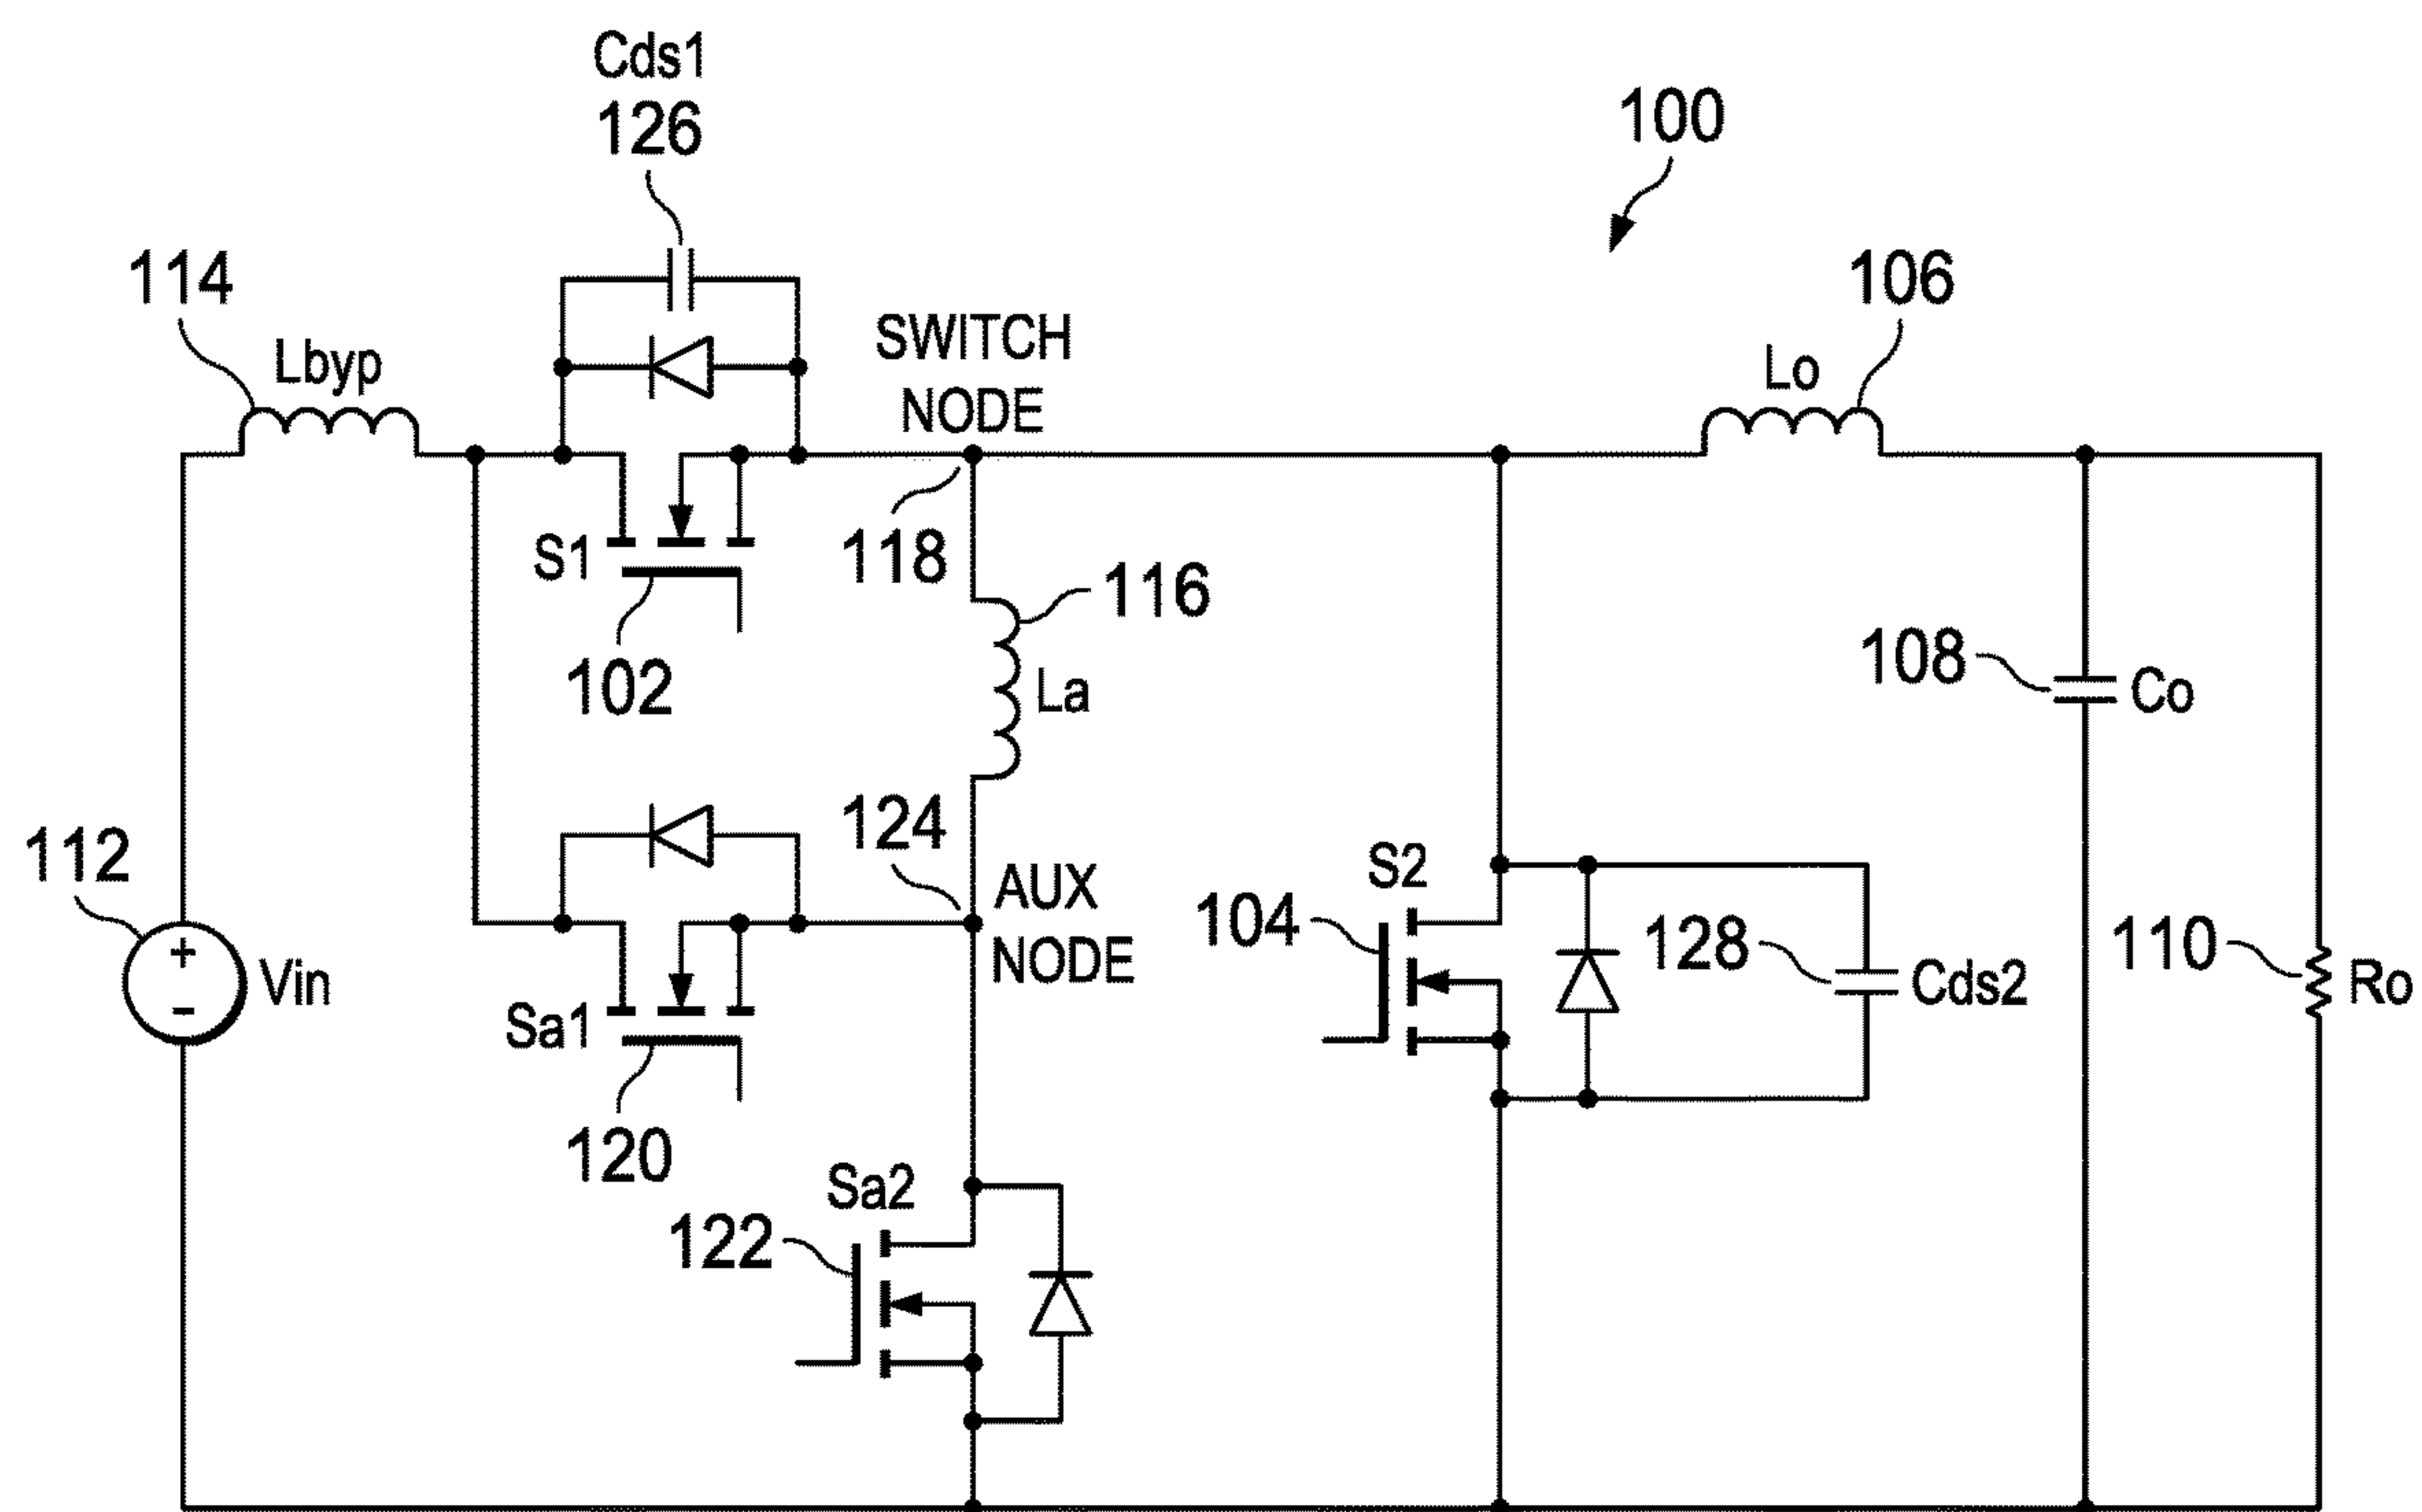 Cds1
126
100
114
Lbyp
SWITCH
NODE
106
Lo
S1
118
102
116
La
108
Co
112
+
-
Vin
124
AUX
NODE
Sa1
120
S2
104
128
Cds2
110
Ro
Sa2
122